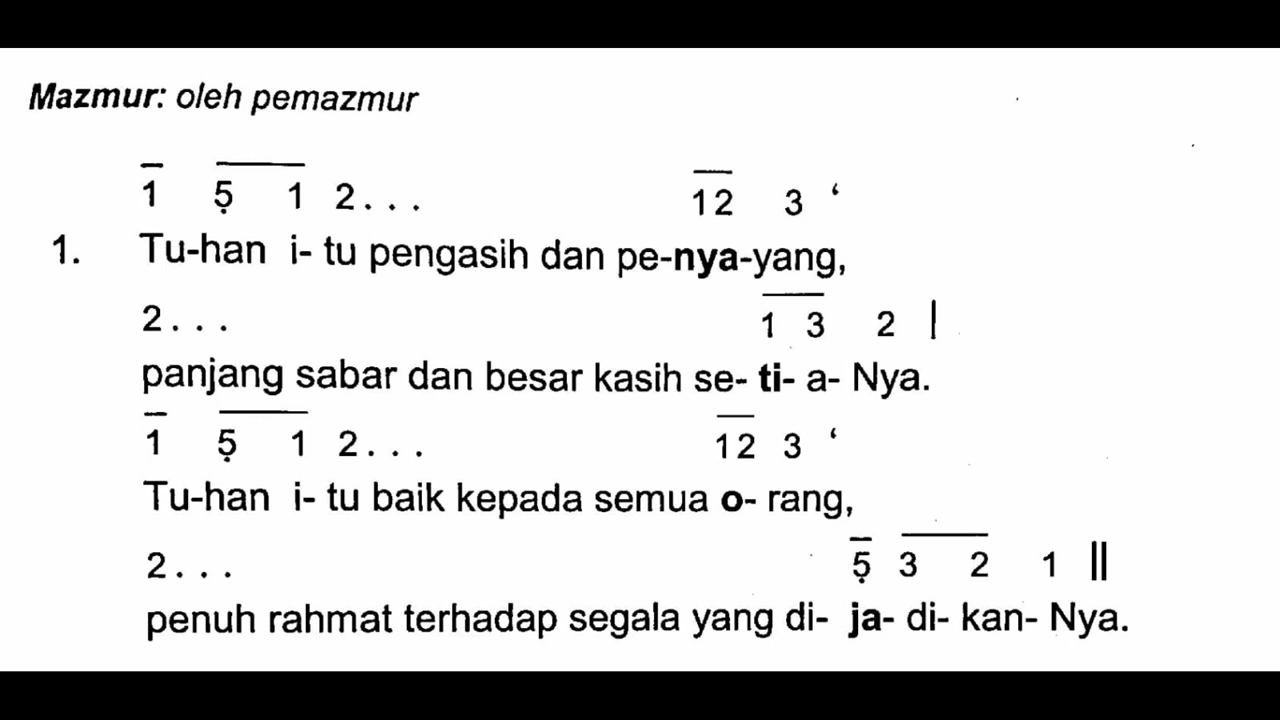 Mazmur: oleh pemazmur
1 5̣ 1 2... 12 3 ‘
1. Tu-han i- tu pengasih dan pe-nya-yang,
2... 1 3 2 |
panjang sabar dan besar kasih se- ti- a- Nya.
1 5̣ 1 2... 12 3 ‘
Tu-han i- tu baik kepada semua o- rang,
2... 5̣ 3 2 1 ||
penuh rahmat terhadap segala yang di- ja- di- kan- Nya.